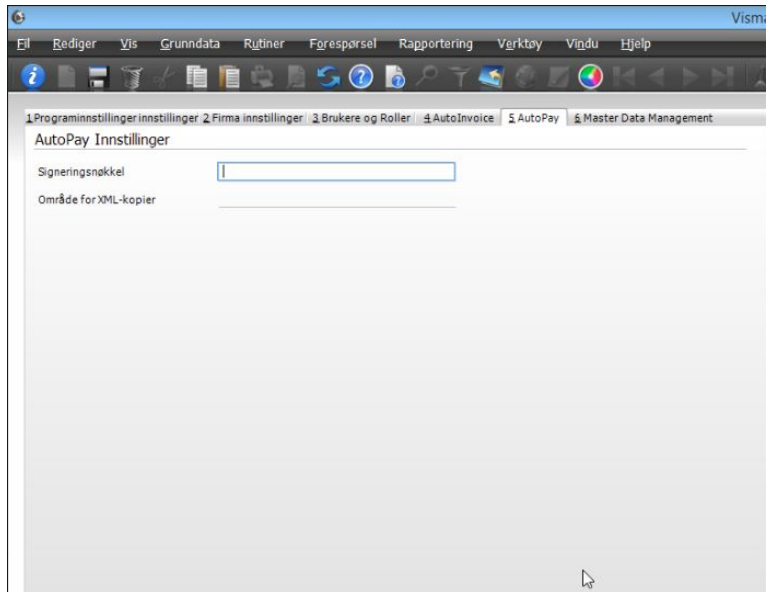 Visma
Fil Rediger Vis Grunndata Rutiner Forespørsel Rapportering Verktøy Vindu Hjelp
1 Programinnstillinger innstillinger 2 Firma innstillinger 3 Brukere og Roller 4 AutoInvoice 5 AutoPay 6 Master Data Management
AutoPay Innstillinger
Signeringsnøkkel
Område for XML-kopier